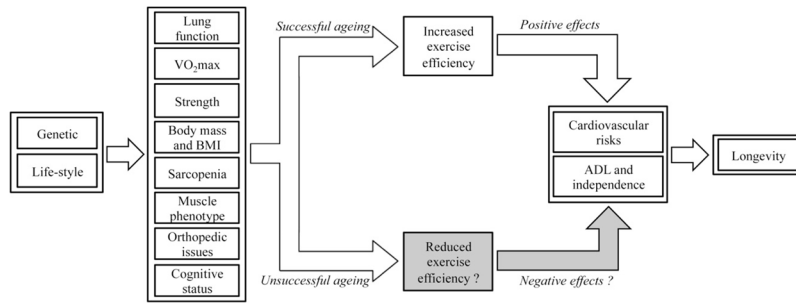 Genetic
Life-style
Lung
function
VO₂max
Strength
Body mass
and BMI
Sarcopenia
Muscle
phenotype
Orthopedic
issues
Cognitive
status
Successful ageing
Unsuccessful ageing
Increased
exercise
efficiency
Reduced
exercise
efficiency ?
Positive effects
Negative effects ?
Cardiovascular
risks
ADL and
independence
Longevity